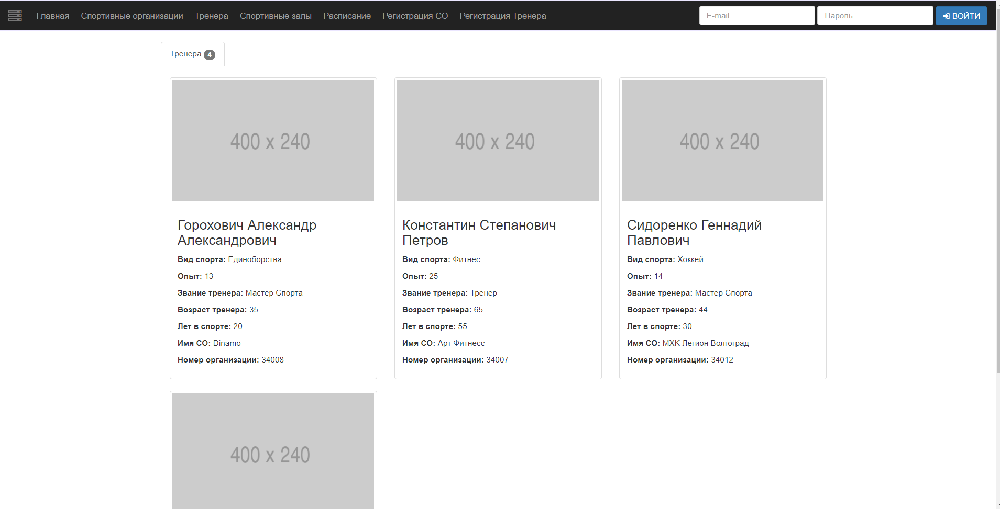 Главная Спортивные организации Тренера Спортивные залы Расписание Регистрация СО Регистрация Тренера E-mail Пароль ВОЙТИ
Тренера 4
400 x 240
Горохович Александр
Александрович
Вид спорта: Единоборства
Опыт: 13
Звание тренера: Мастер Спорта
Возраст тренера: 35
Лет в спорте: 20
Имя СО: Dinamo
Номер организации: 34008
400 x 240
Константин Степанович
Петров
Вид спорта: Фитнес
Опыт: 25
Звание тренера: Тренер
Возраст тренера: 65
Лет в спорте: 55
Имя СО: Арт Фитнесс
Номер организации: 34007
400 x 240
Сидоренко Геннадий
Павлович
Вид спорта: Хоккей
Опыт: 14
Звание тренера: Мастер Спорта
Возраст тренера: 44
Лет в спорте: 30
Имя СО: МХК Легион Волгоград
Номер организации: 34012
400 x 240